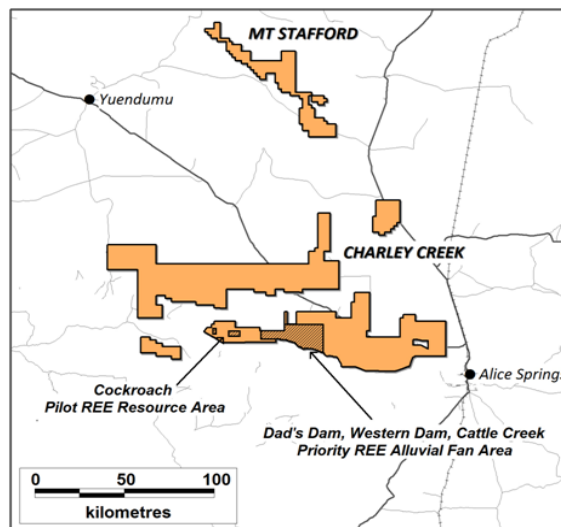 MT STAFFORD
Yuendumu
CHARLEY CREEK
Alice Springs
Cockroach
Pilot REE Resource Area
Dad's Dam, Western Dam, Cattle Creek
Priority REE Alluvial Fan Area
0 50 100
kilometres